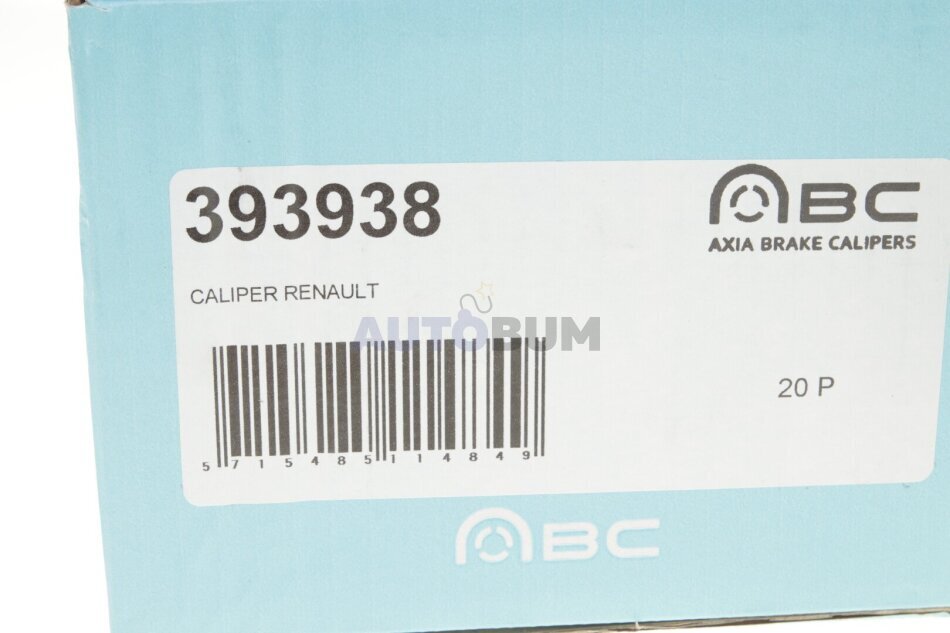 393938
ABC
AXIA BRAKE CALIPERS
CALIPER RENAULT
AUTOBUM
20 P
5 715485 114849
ABC